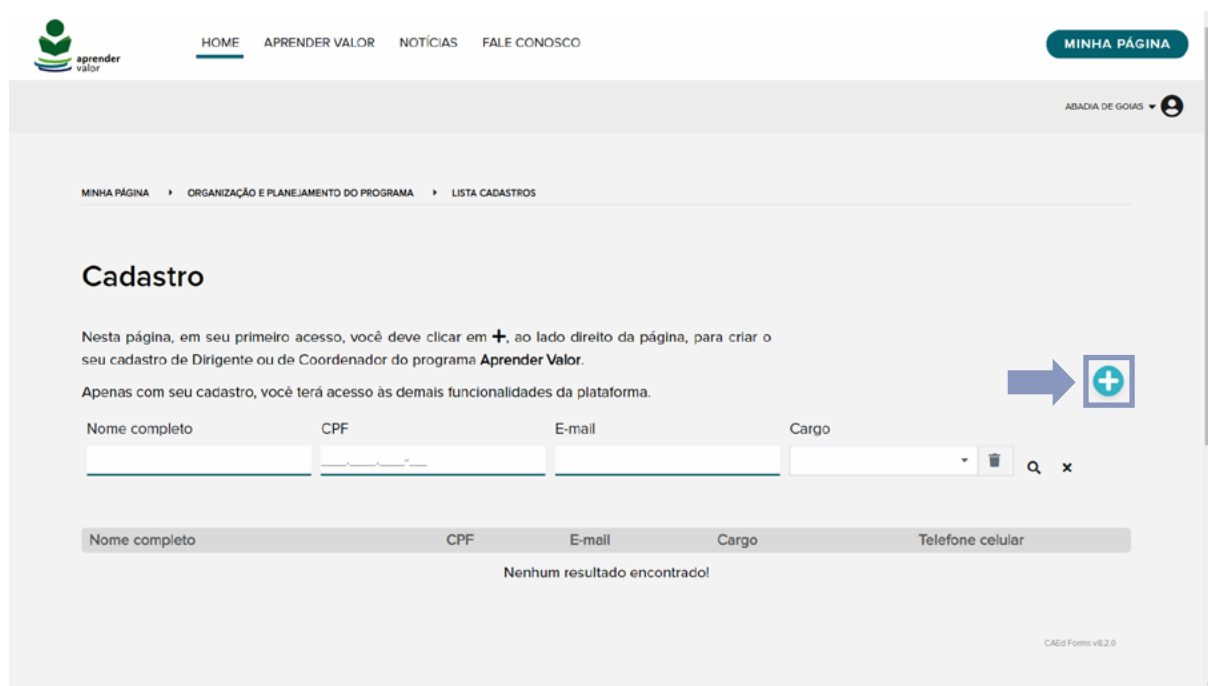 aprender
valor
HOME APRENDER VALOR NOTÍCIAS FALE CONOSCO
MINHA PÁGINA
ABADIA DE GOIAS
MINHA PÁGINA ORGANIZAÇÃO E PLANEJAMENTO DO PROGRAMA LISTA CADASTROS
Cadastro
Nesta página, em seu primeiro acesso, você deve clicar em +, ao lado direito da página, para criar o
seu cadastro de Dirigente ou de Coordenador do programa Aprender Valor.
Apenas com seu cadastro, você terá acesso às demais funcionalidades da plataforma.
Nome completo CPF E-mail Cargo
___.___.___-__
Nome completo CPF E-mail Cargo Telefone celular
Nenhum resultado encontrado!
CAEd Forms v8.2.0